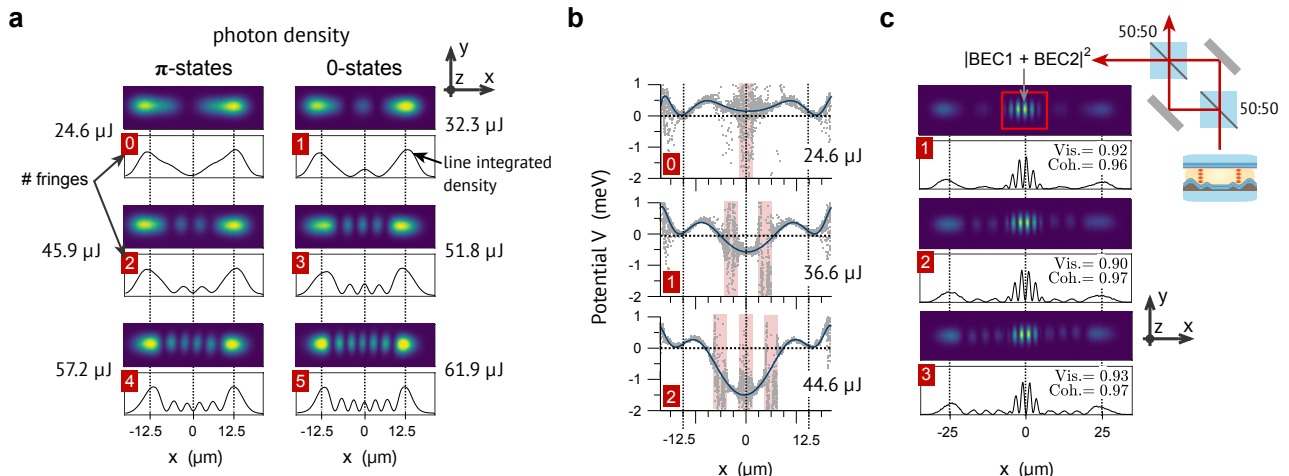 a
photon density
π-states
0-states
y
z
x
24.6 µJ
32.3 µJ
0
1
line integrated
density
# fringes
45.9 µJ
51.8 µJ
2
3
57.2 µJ
61.9 µJ
4
5
-12.5
0
12.5
-12.5
0
12.5
x (µm)
x (µm)
b
Potential V (meV)
1
0
-1
-2
0
24.6 µJ
1
0
-1
-2
1
36.6 µJ
1
0
-1
-2
2
44.6 µJ
-12.5
0
12.5
x (µm)
c
50:50
|BEC1 + BEC2|²
50:50
1
Vis.= 0.92
Coh.= 0.96
2
Vis.= 0.90
Coh.= 0.97
3
Vis.= 0.93
Coh.= 0.97
y
z
x
-25
0
25
x (µm)